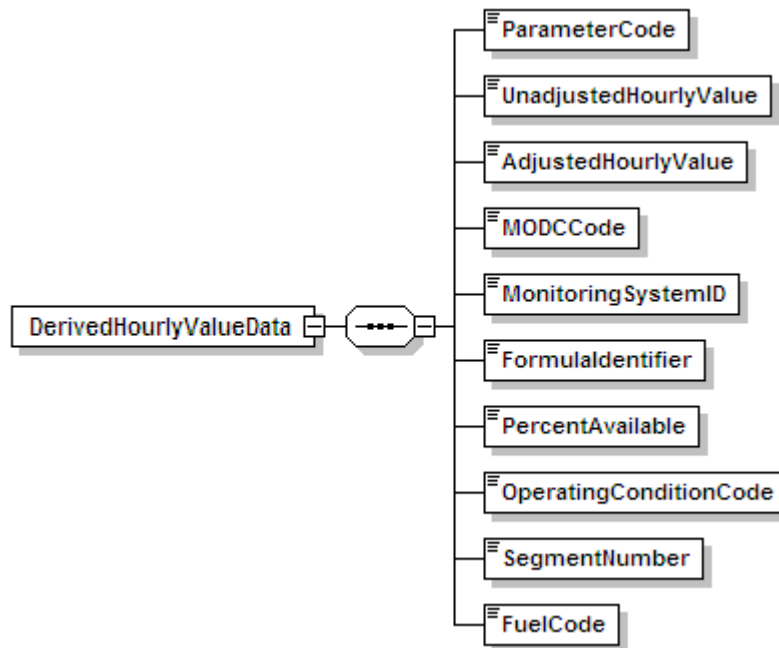 ParameterCode
UnadjustedHourlyValue
AdjustedHourlyValue
MODCCode
MonitoringSystemID
DerivedHourlyValueData
FormulaIdentifier
PercentAvailable
OperatingConditionCode
SegmentNumber
FuelCode